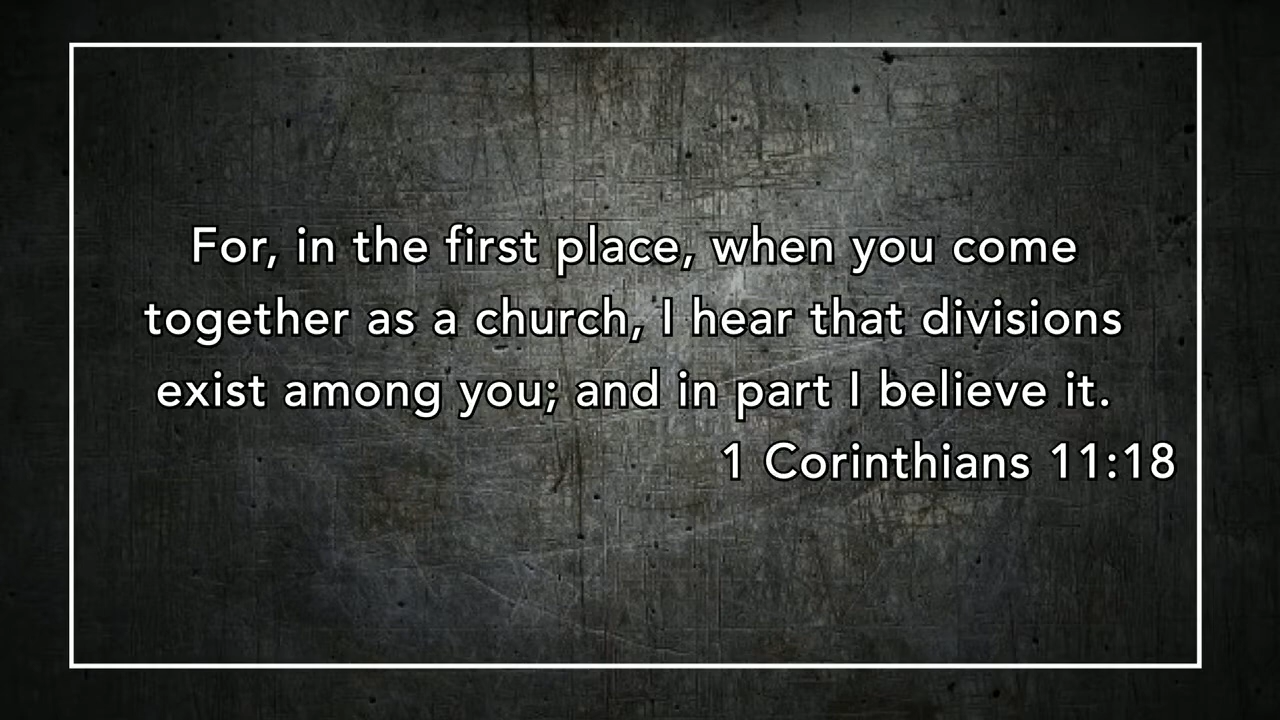 For, in the first place, when you come
together as a church, I hear that divisions
exist among you; and in part I believe it.
1 Corinthians 11:18